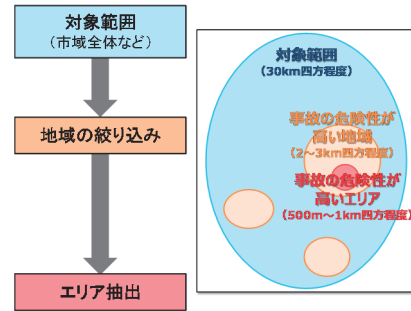 対象範囲
（市域全体など）
地域の絞り込み
エリア抽出
対象範囲
（30km四方程度）
事故の危険性が
高い地域
（2～3km四方程度）
事故の危険性が
高いエリア
（500m～1km四方程度）